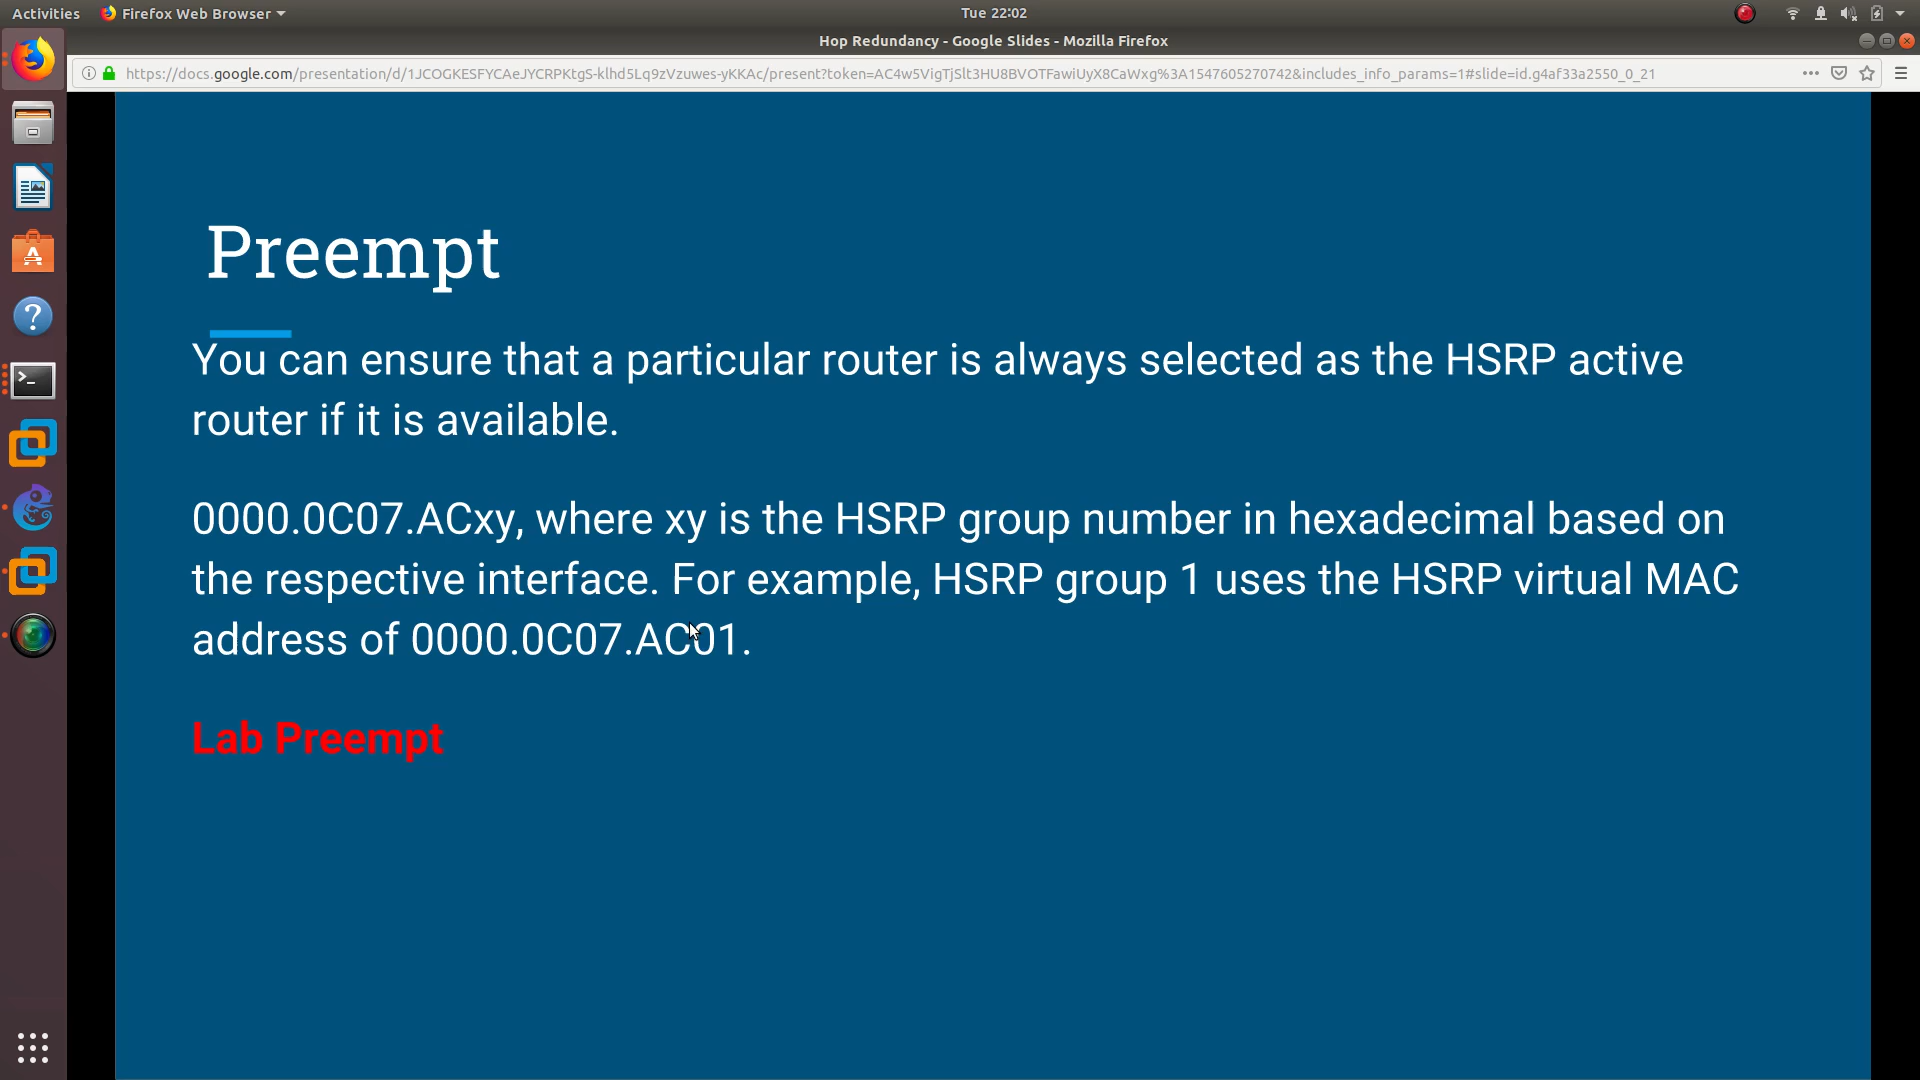 Activities
Firefox Web Browser
Tue 22:02
Hop Redundancy - Google Slides - Mozilla Firefox
https://docs.google.com/presentation/d/1JCOGKESFYCAeJYCRPKtgS-klhd5Lq9zVzuwes-yKKAc/present?token=AC4w5VigTjSlt3HU8BVOTFawiUyX8CaWxg%3A1547605270742&includes_info_params=1#slide=id.g4af33a2550_0_21
Preempt
You can ensure that a particular router is always selected as the HSRP active
router if it is available.
0000.0C07.ACxy, where xy is the HSRP group number in hexadecimal based on
the respective interface. For example, HSRP group 1 uses the HSRP virtual MAC
address of 0000.0C07.AC01.
Lab Preempt